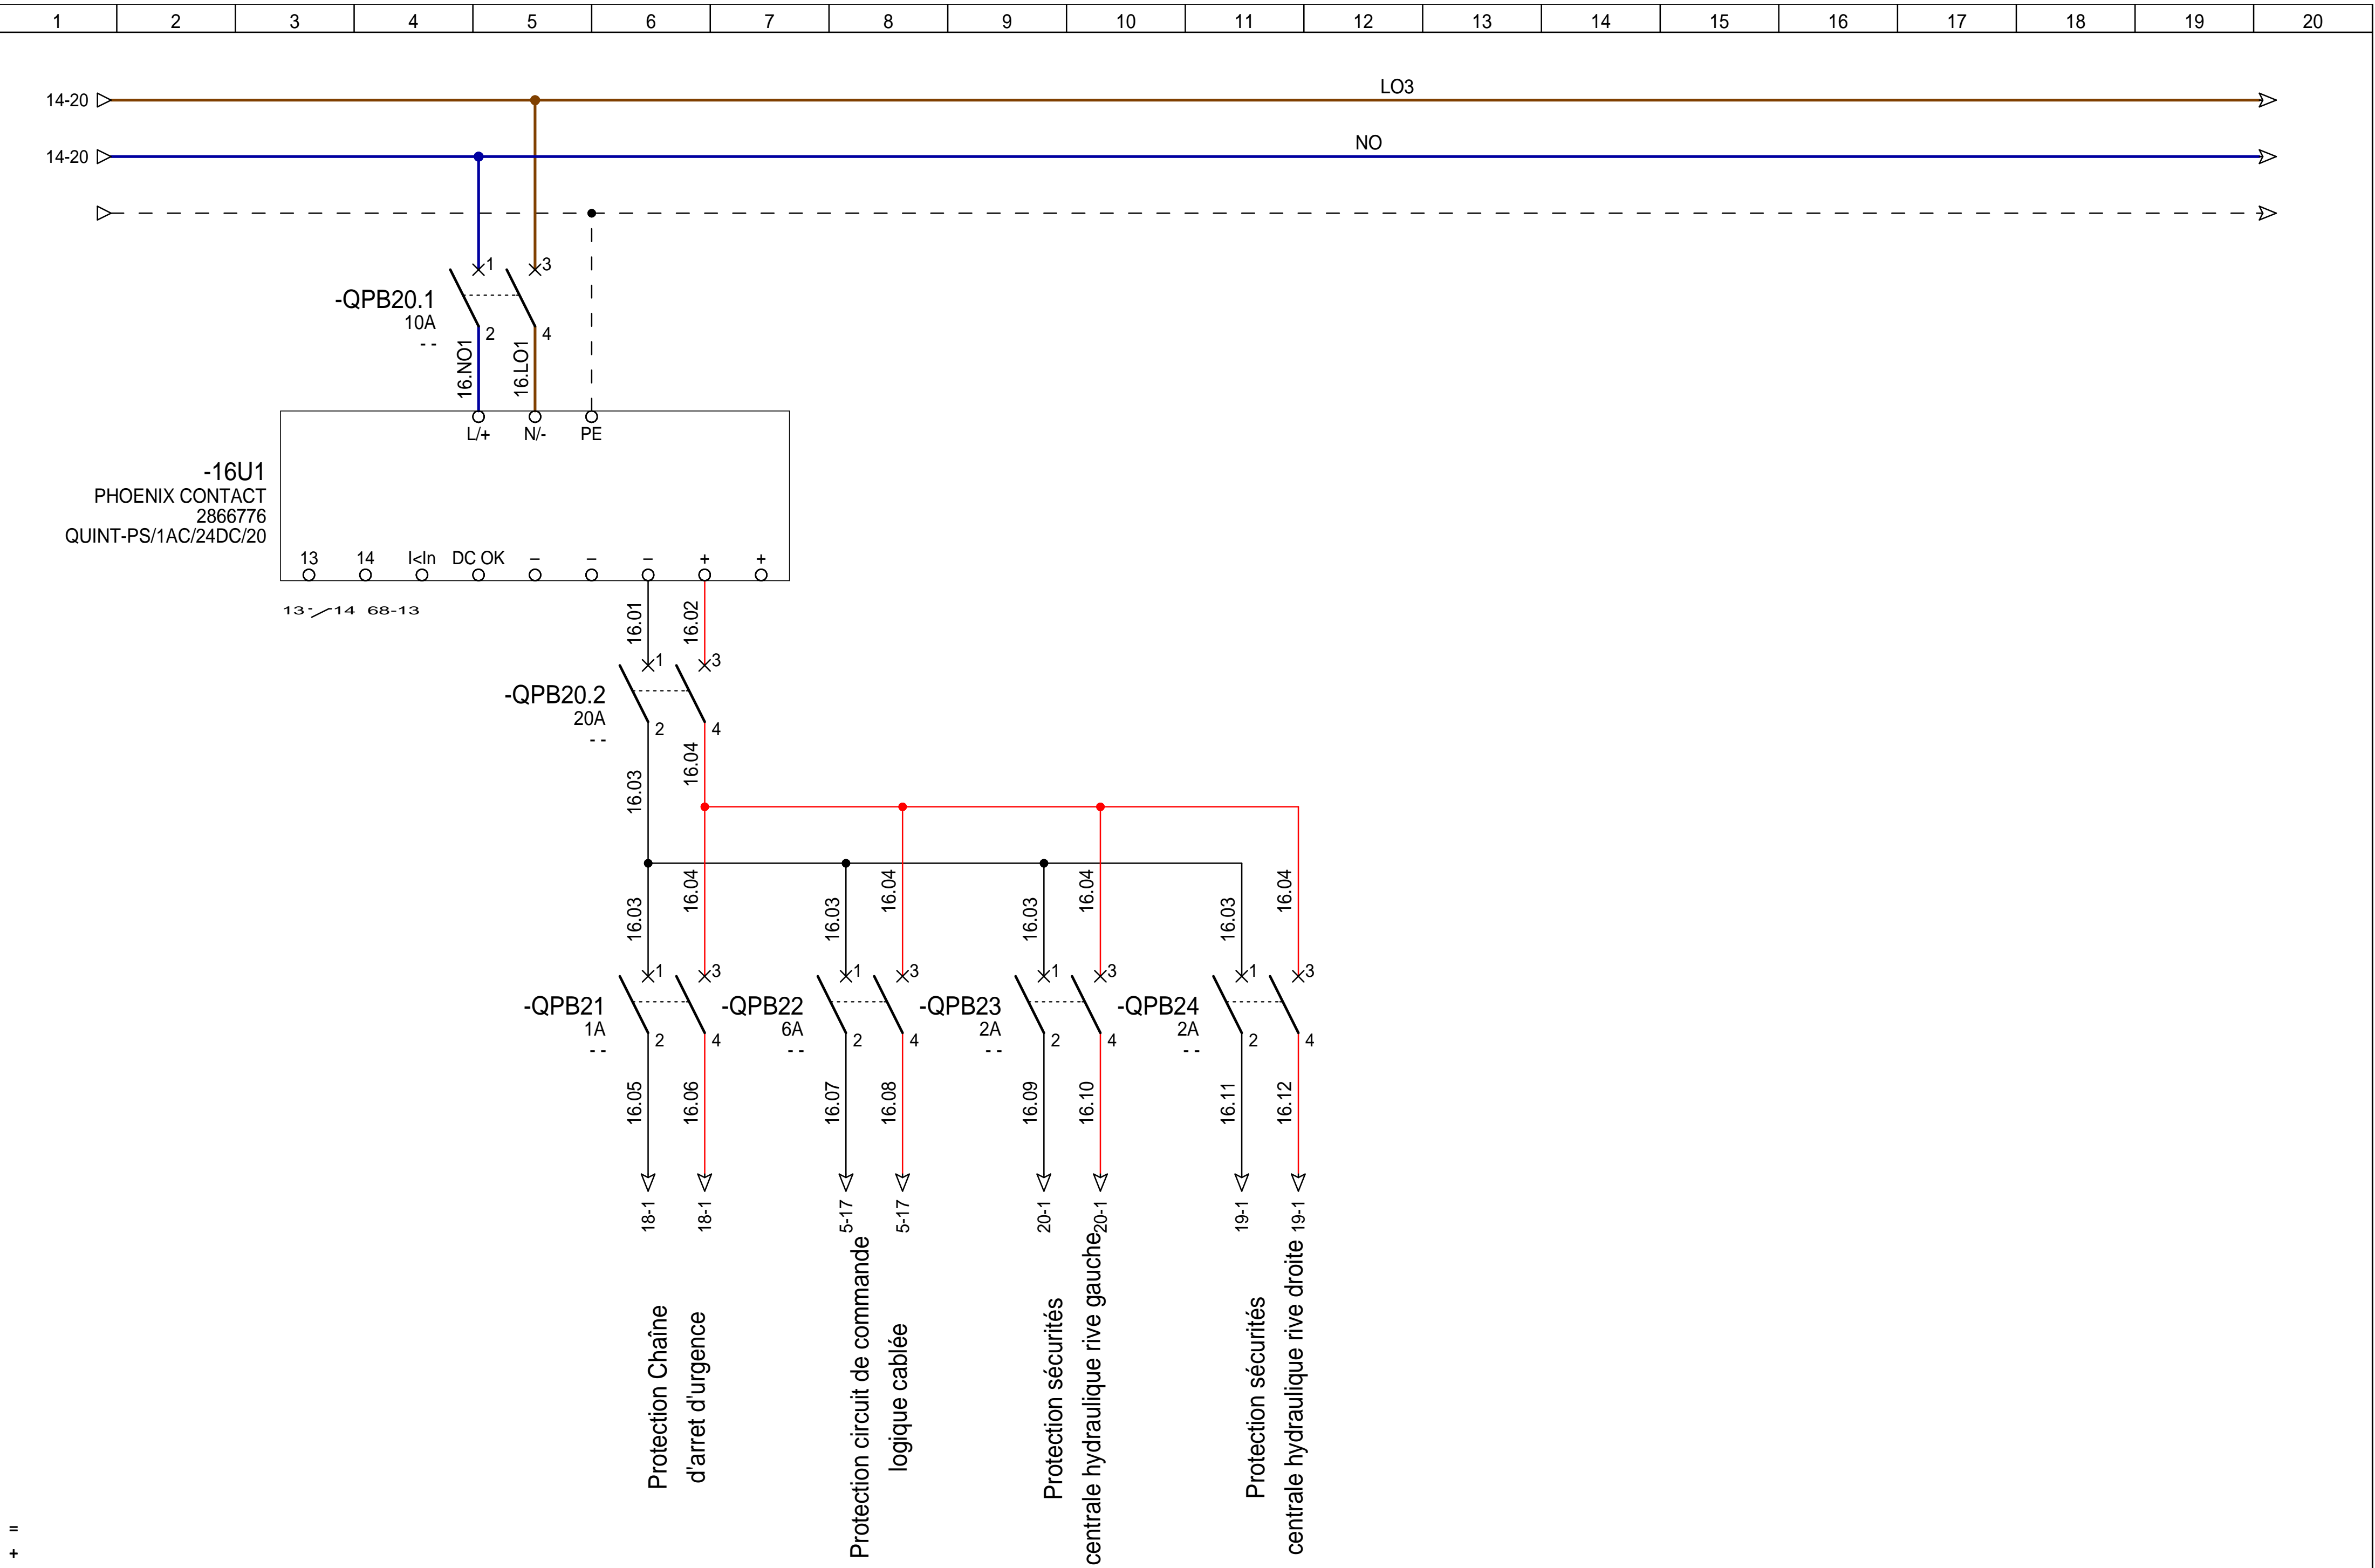 1 2 3 4 5 6 7 8 9 10 11 12 13 14 15 16 17 18 19 20
14-20 LO3
14-20 NO
1 3
-QPB20.1
10A
2 4
- -
16.NO1 16.LO1
L/+ N/- PE
-16U1
PHOENIX CONTACT
2866776
QUINT-PS/1AC/24DC/20
13 14 I<In DC OK – – – + +
13 14 68-13
16.01 16.02
1 3
-QPB20.2
20A
2 4
- -
16.03 16.04
16.03 16.04 16.03 16.04 16.03 16.04 16.03 16.04
1 3 1 3 1 3 1 3
-QPB21 -QPB22 -QPB23 -QPB24
1A 6A 2A 2A
2 4 2 4 2 4 2 4
- - - - - - - -
16.05 16.06 16.07 16.08 16.09 16.10 16.11 16.12
18-1 18-1 5-17 5-17 20-1 20-1 19-1 19-1
Protection Chaîne
d'arret d'urgence
Protection circuit de commande
logique cablée
Protection sécurités
centrale hydraulique rive gauche
Protection sécurités
centrale hydraulique rive droite
=
+